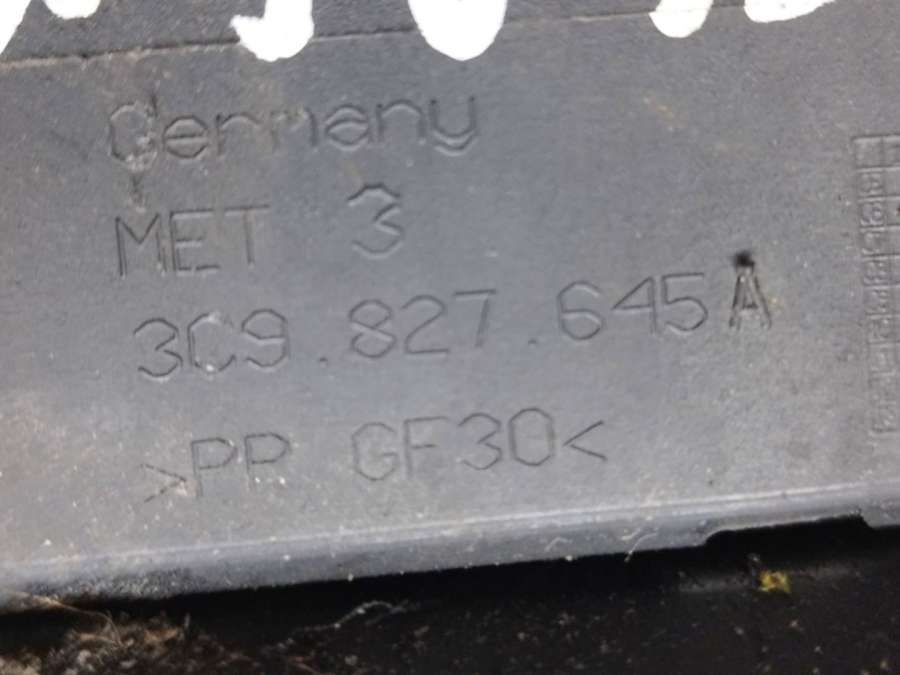 Germany
MET 3
3C9.827.645A
>PP GF30<